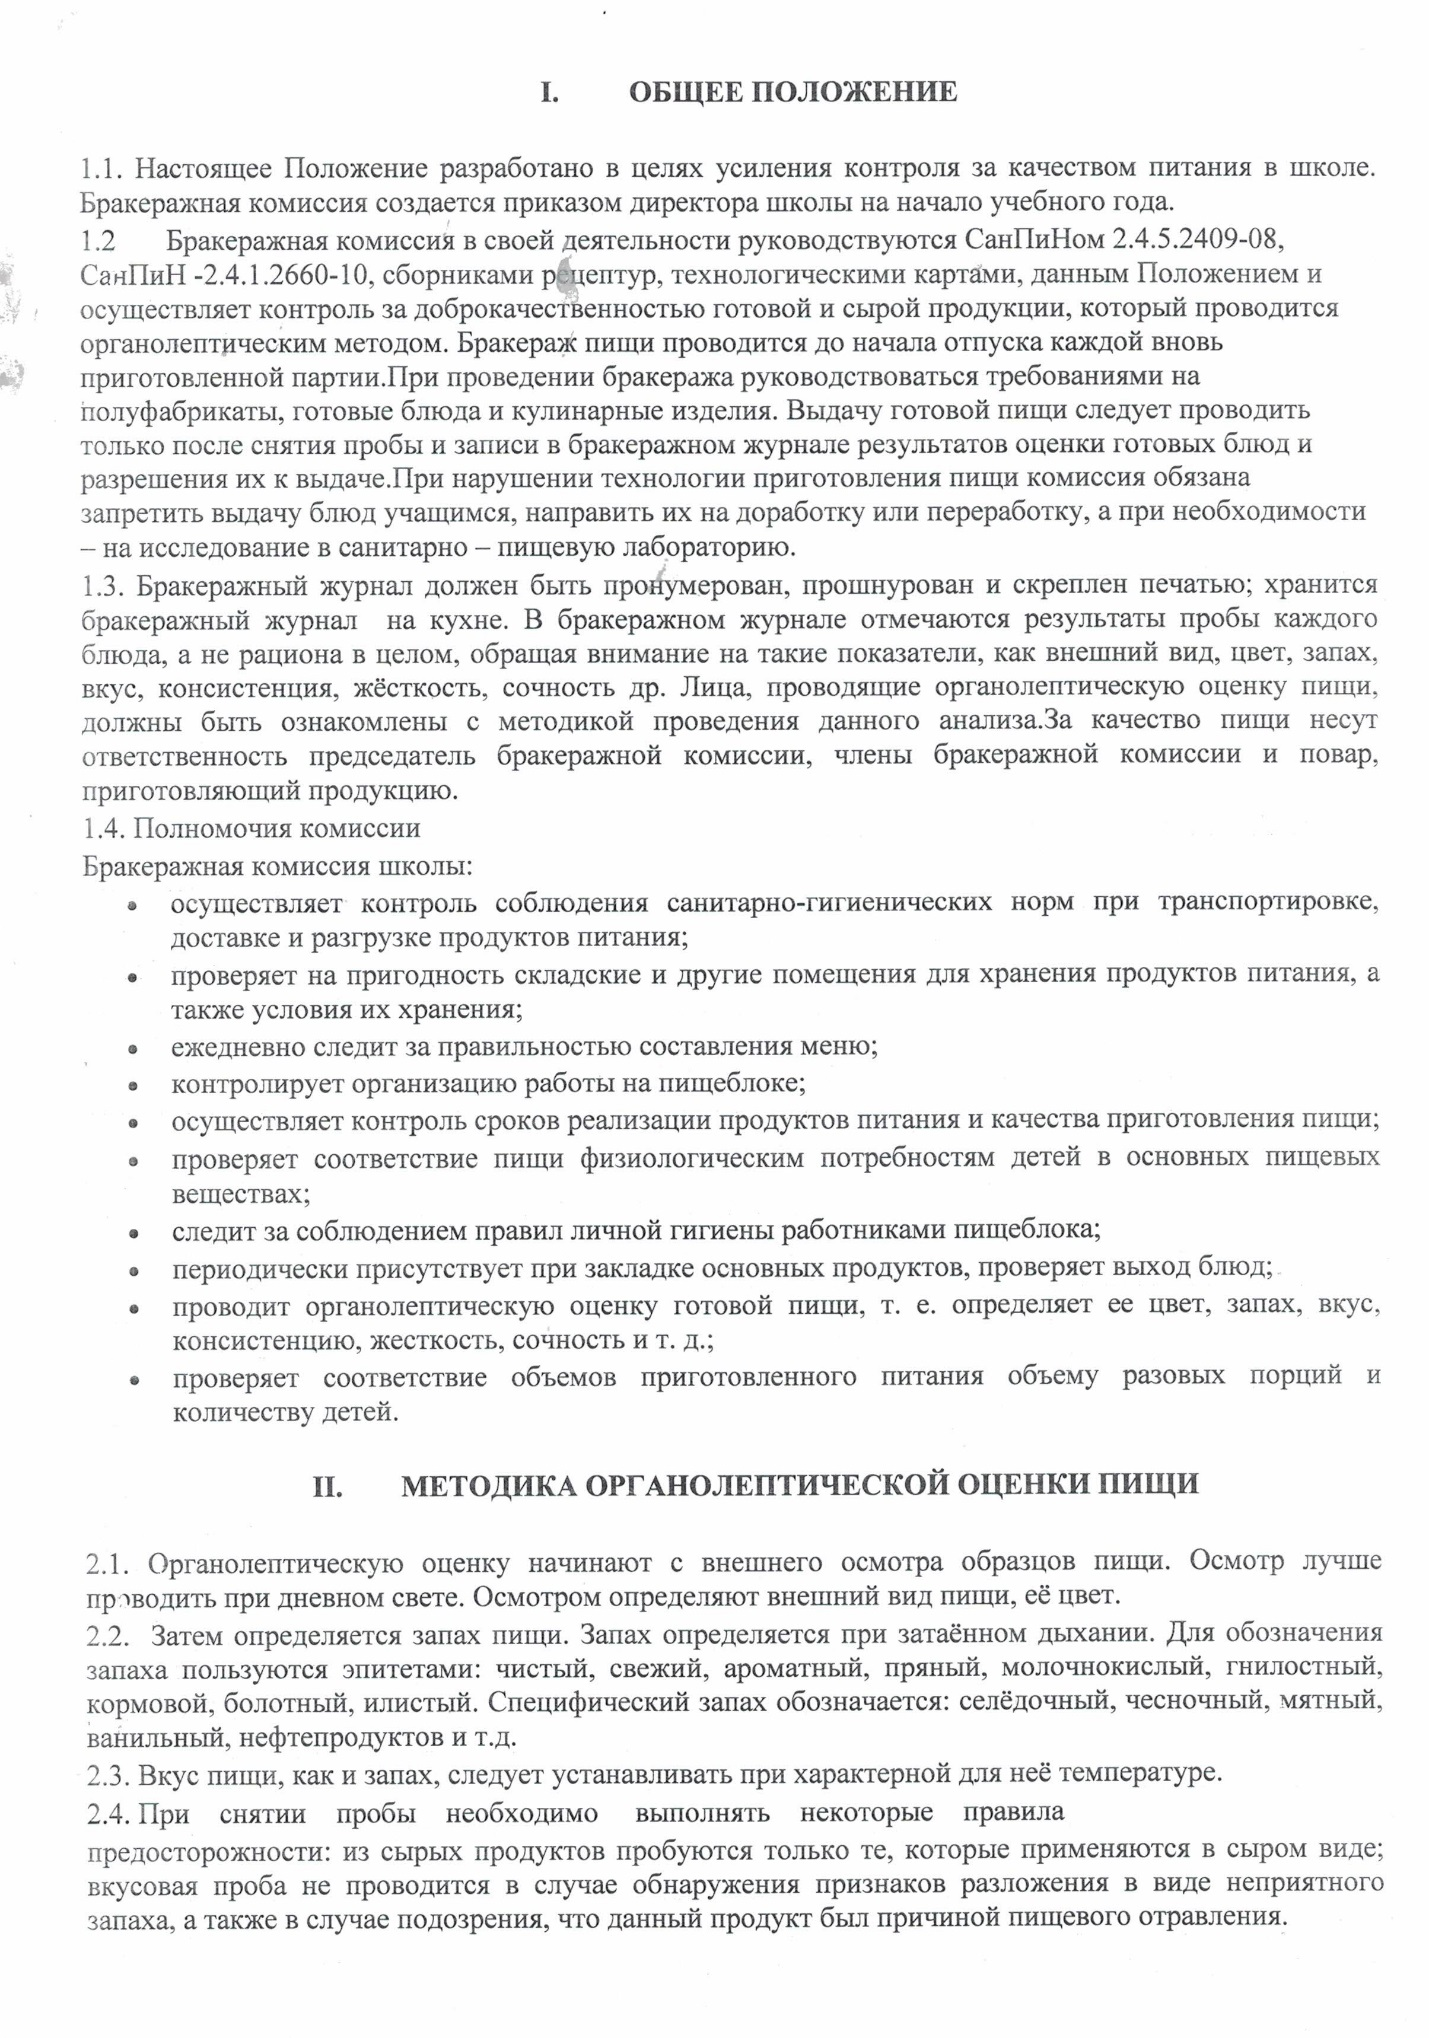 I. ОБЩЕЕ ПОЛОЖЕНИЕ
1.1. Настоящее Положение разработано в целях усиления контроля за качеством питания в школе.
Бракеражная комиссия создается приказом директора школы на начало учебного года.
1.2 Бракеражная комиссия в своей деятельности руководствуются СанПиНом 2.4.5.2409-08,
СанПиН -2.4.1.2660-10, сборниками рецептур, технологическими картами, данным Положением и
осуществляет контроль за доброкачественностью готовой и сырой продукции, который проводится
органолептическим методом. Бракераж пищи проводится до начала отпуска каждой вновь
приготовленной партии.При проведении бракеража руководствоваться требованиями на
полуфабрикаты, готовые блюда и кулинарные изделия. Выдачу готовой пищи следует проводить
только после снятия пробы и записи в бракеражном журнале результатов оценки готовых блюд и
разрешения их к выдаче.При нарушении технологии приготовления пищи комиссия обязана
запретить выдачу блюд учащимся, направить их на доработку или переработку, а при необходимости
– на исследование в санитарно – пищевую лабораторию.
1.3. Бракеражный журнал должен быть пронумерован, прошнурован и скреплен печатью; хранится
бракеражный журнал на кухне. В бракеражном журнале отмечаются результаты пробы каждого
блюда, а не рациона в целом, обращая внимание на такие показатели, как внешний вид, цвет, запах,
вкус, консистенция, жёсткость, сочность др. Лица, проводящие органолептическую оценку пищи,
должны быть ознакомлены с методикой проведения данного анализа.За качество пищи несут
ответственность председатель бракеражной комиссии, члены бракеражной комиссии и повар,
приготовляющий продукцию.
1.4. Полномочия комиссии
Бракеражная комиссия школы:
• осуществляет контроль соблюдения санитарно-гигиенических норм при транспортировке,
доставке и разгрузке продуктов питания;
• проверяет на пригодность складские и другие помещения для хранения продуктов питания, а
также условия их хранения;
• ежедневно следит за правильностью составления меню;
• контролирует организацию работы на пищеблоке;
• осуществляет контроль сроков реализации продуктов питания и качества приготовления пищи;
• проверяет соответствие пищи физиологическим потребностям детей в основных пищевых
веществах;
• следит за соблюдением правил личной гигиены работниками пищеблока;
• периодически присутствует при закладке основных продуктов, проверяет выход блюд;
• проводит органолептическую оценку готовой пищи, т. е. определяет ее цвет, запах, вкус,
консистенцию, жесткость, сочность и т. д.;
• проверяет соответствие объемов приготовленного питания объему разовых порций и
количеству детей.
II. МЕТОДИКА ОРГАНОЛЕПТИЧЕСКОЙ ОЦЕНКИ ПИЩИ
2.1. Органолептическую оценку начинают с внешнего осмотра образцов пищи. Осмотр лучше
проводить при дневном свете. Осмотром определяют внешний вид пищи, её цвет.
2.2. Затем определяется запах пищи. Запах определяется при затаённом дыхании. Для обозначения
запаха пользуются эпитетами: чистый, свежий, ароматный, пряный, молочнокислый, гнилостный,
кормовой, болотный, илистый. Специфический запах обозначается: селёдочный, чесночный, мятный,
ванильный, нефтепродуктов и т.д.
2.3. Вкус пищи, как и запах, следует устанавливать при характерной для неё температуре.
2.4. При снятии пробы необходимо выполнять некоторые правила
предосторожности: из сырых продуктов пробуются только те, которые применяются в сыром виде;
вкусовая проба не проводится в случае обнаружения признаков разложения в виде неприятного
запаха, а также в случае подозрения, что данный продукт был причиной пищевого отравления.